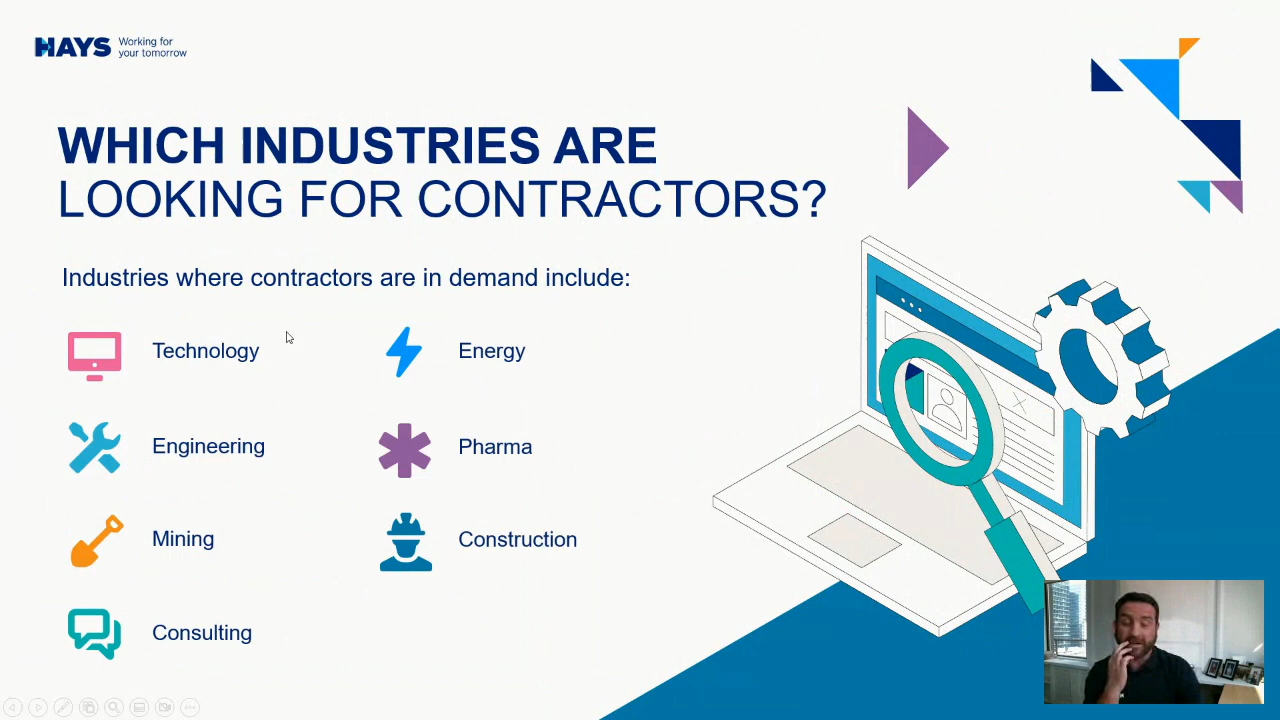 HAYS
Working for
your tomorrow
WHICH INDUSTRIES ARE
LOOKING FOR CONTRACTORS?
Industries where contractors are in demand include:
Technology
Energy
Engineering
Pharma
Mining
Construction
Consulting